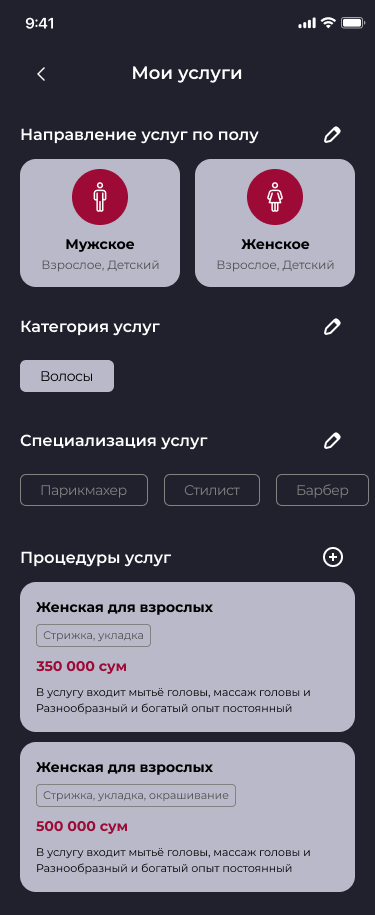 9:41
Мои услуги
Направление услуг по полу
Мужское
Женское
Взрослое, Детский
Взрослое, Детский
Категория услуг
Волосы
Специализация услуг
Парикмахер
Стилист
Барбер
Процедуры услуг
Женская для взрослых
Стрижка, укладка
350 000 сум
В услугу входит мытьё головы, массаж головы и
Разнообразный и богатый опыт постоянный
Женская для взрослых
Стрижка, укладка, окрашивание
500 000 сум
В услугу входит мытьё головы, массаж головы и
Разнообразный и богатый опыт постоянный